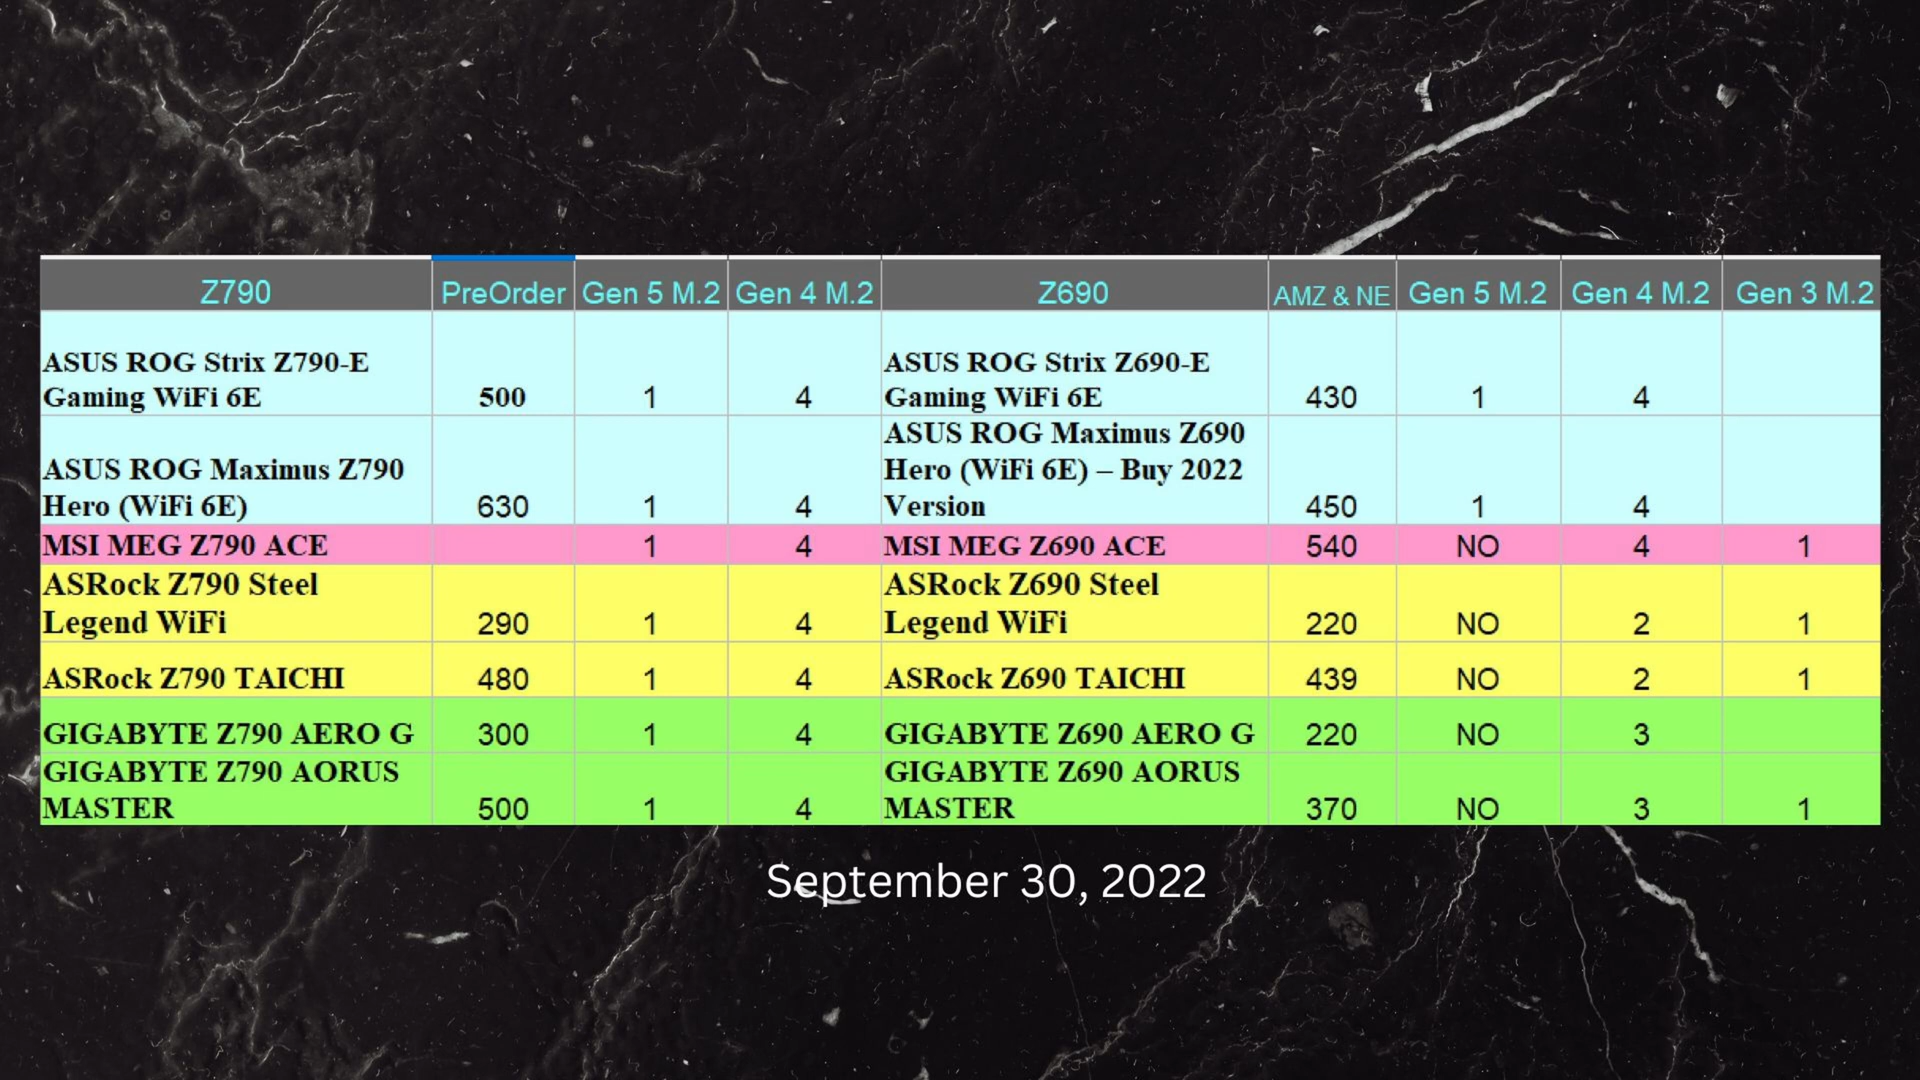 Z790 PreOrder Gen 5 M.2 Gen 4 M.2 Z690 AMZ & NE Gen 5 M.2 Gen 4 M.2 Gen 3 M.2
ASUS ROG Strix Z790-E ASUS ROG Strix Z690-E
Gaming WiFi 6E 500 1 4 Gaming WiFi 6E 430 1 4
ASUS ROG Maximus Z690
ASUS ROG Maximus Z790 Hero (WiFi 6E) – Buy 2022
Hero (WiFi 6E) 630 1 4 Version 450 1 4
MSI MEG Z790 ACE 1 4 MSI MEG Z690 ACE 540 NO 4 1
ASRock Z790 Steel ASRock Z690 Steel
Legend WiFi 290 1 4 Legend WiFi 220 NO 2 1
ASRock Z790 TAICHI 480 1 4 ASRock Z690 TAICHI 439 NO 2 1
GIGABYTE Z790 AERO G 300 1 4 GIGABYTE Z690 AERO G 220 NO 3
GIGABYTE Z790 AORUS GIGABYTE Z690 AORUS
MASTER 500 1 4 MASTER 370 NO 3 1
September 30, 2022